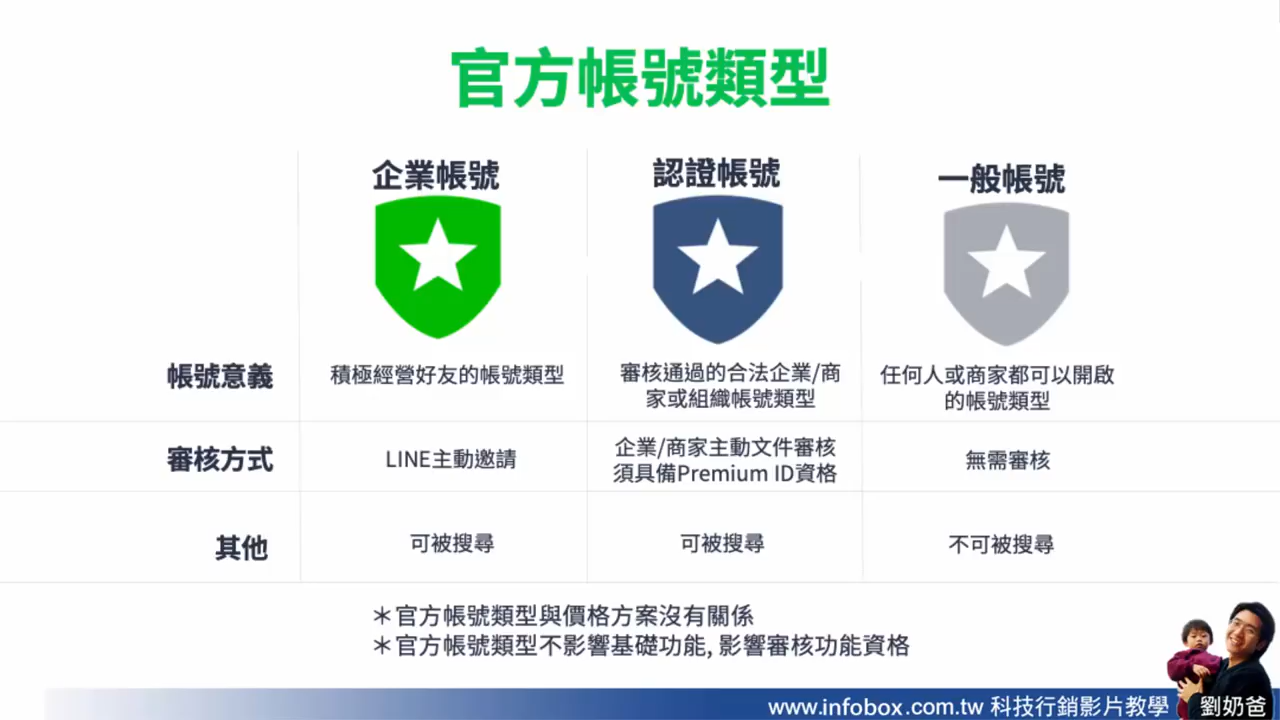 官方帳號類型
企業帳號
認證帳號
一般帳號
帳號意義
積極經營好友的帳號類型
審核通過的合法企業/商
家或組織帳號類型
任何人或商家都可以開啟
的帳號類型
審核方式
LINE主動邀請
企業/商家主動文件審核
須具備Premium ID資格
無需審核
其他
可被搜尋
可被搜尋
不可被搜尋
＊官方帳號類型與價格方案沒有關係
＊官方帳號類型不影響基礎功能, 影響審核功能資格
www.infobox.com.tw 科技行銷影片教學
劉奶爸